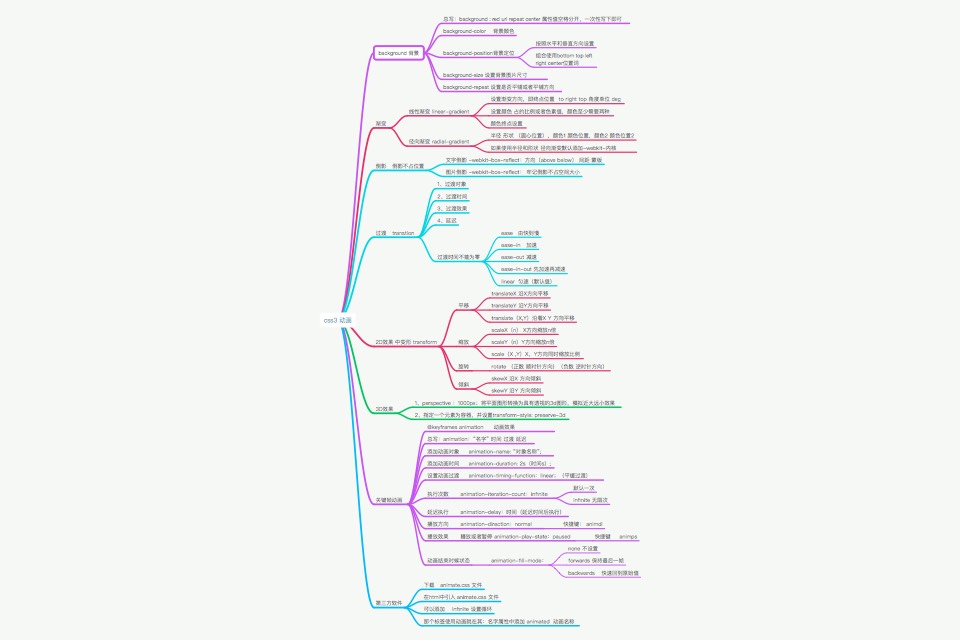 css3 动画
background 背景
总写：background : red url repeat center 属性值空格分开，一次性写下即可
background-color 背景颜色
background-position背景定位
按照水平和垂直方向设置
组合使用bottom top left
right center位置词
background-size 设置背景图片尺寸
background-repeat 设置是否平铺或者平铺方向
渐变
线性渐变 linear-gradient
设置渐变方向，即终点位置 to right top 角度单位 deg
设置颜色 占的比例或者色素值，颜色至少需要两种
颜色终点设置
径向渐变 radial-gradient
半径 形状 （圆心位置），颜色1 颜色位置，颜色2 颜色位置2
如果使用半径和形状 径向渐变默认添加-webkit-内核
倒影 倒影不占位置
文字倒影 -webkit-box-reflect：方向（above below） 间距 蒙版
图片倒影 -webkit-box-reflect： 牢记倒影不占空间大小
过渡 transtion
1、过渡对象
2、过渡时间
3、过渡效果
4、延迟
过渡时间不能为零
ease 由快到慢
ease-in 加速
ease-out 减速
ease-in-out 先加速再减速
linear 匀速（默认值）
2D效果 中变形 transform
平移
translateX 沿X方向平移
translateY 沿Y方向平移
translate（X,Y）沿着X Y 方向平移
缩放
scaleX（n） X方向缩放n倍
scaleY（n）Y方向缩放n倍
scale（X ,Y）X，Y方向同时缩放比例
旋转
rotate （正数 顺时针方向）（负数 逆时针方向）
倾斜
skewX 沿X 方向倾斜
skewY 沿Y 方向倾斜
3D效果
1、perspective ：1000px；将平面图形转换为具有透视的3d图形，模拟近大远小效果
2、指定一个元素为容器，并设置transform-style: preserve-3d
关键帧动画
@keyframes animation 动画效果
总写：animation：“名字” 时间 过渡 延迟
添加动画对象 animation-name:“对象名称”；
添加动画时间 animation-duration: 2s（时间s）；
设置动画过渡 animation-timing-function：linear；（平缓过渡）
执行次数 animation-iteration-count：infinite
默认一次
infinite 无限次
延迟执行 animation-delay：时间（延迟时间后执行）
播放方向 animation-direction：normal 快捷键： animdi
播放效果 播放或者暂停 animation-play-state：paused 快捷键 animps
动画结束时候状态 animation-fill-mode：
none 不设置
forwards 保持最后一帧
backwards 快速回到原始值
第三方软件
下载 animate.css 文件
在html中引入 animate.css 文件
可以添加 infinite 设置循环
那个标签使用动画就在其：名字属性中添加 animated 动画名称